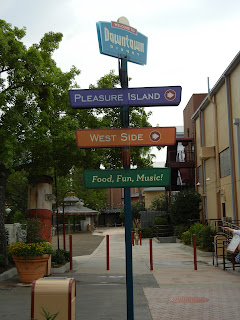 Downtown
Disney
PLEASURE ISLAND
WEST SIDE
Food, Fun, Music!